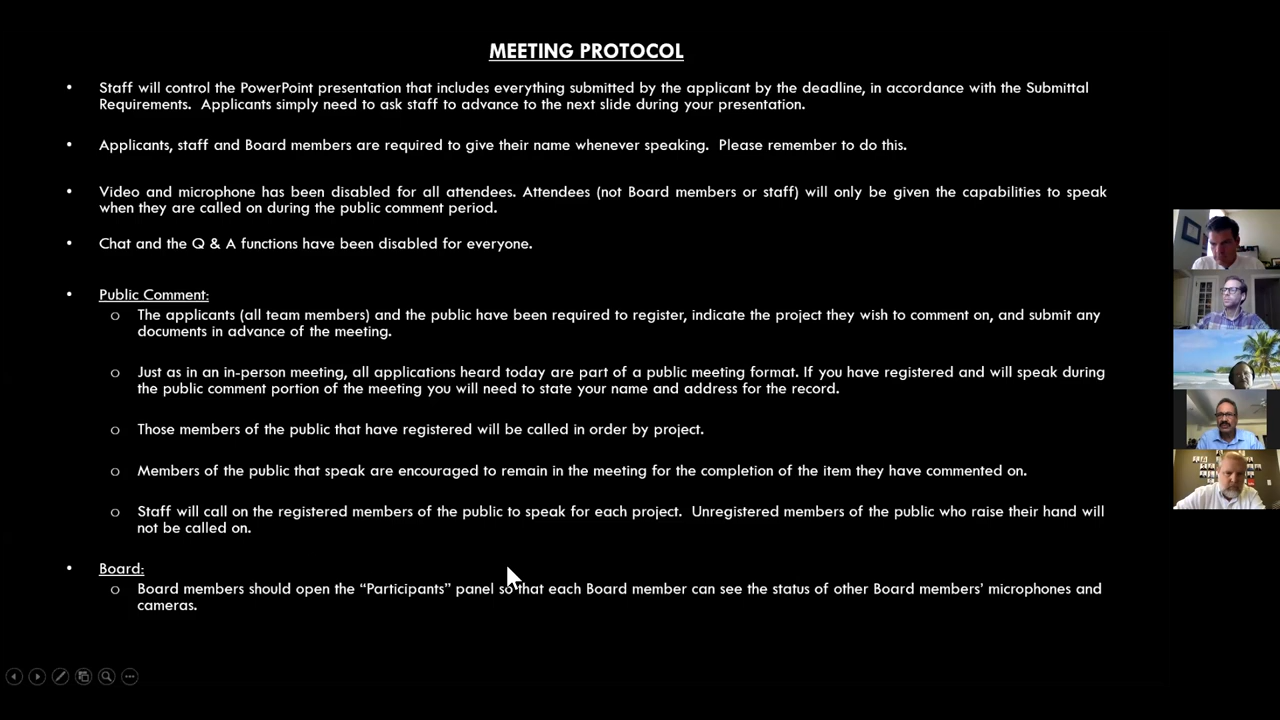 MEETING PROTOCOL
• Staff will control the PowerPoint presentation that includes everything submitted by the applicant by the deadline, in accordance with the Submittal
Requirements. Applicants simply need to ask staff to advance to the next slide during your presentation.
• Applicants, staff and Board members are required to give their name whenever speaking. Please remember to do this.
• Video and microphone has been disabled for all attendees. Attendees (not Board members or staff) will only be given the capabilities to speak
when they are called on during the public comment period.
• Chat and the Q & A functions have been disabled for everyone.
• Public Comment:
o The applicants (all team members) and the public have been required to register, indicate the project they wish to comment on, and submit any
documents in advance of the meeting.
o Just as in an in-person meeting, all applications heard today are part of a public meeting format. If you have registered and will speak during
the public comment portion of the meeting you will need to state your name and address for the record.
o Those members of the public that have registered will be called in order by project.
o Members of the public that speak are encouraged to remain in the meeting for the completion of the item they have commented on.
o Staff will call on the registered members of the public to speak for each project. Unregistered members of the public who raise their hand will
not be called on.
• Board:
o Board members should open the “Participants” panel so that each Board member can see the status of other Board members’ microphones and
cameras.